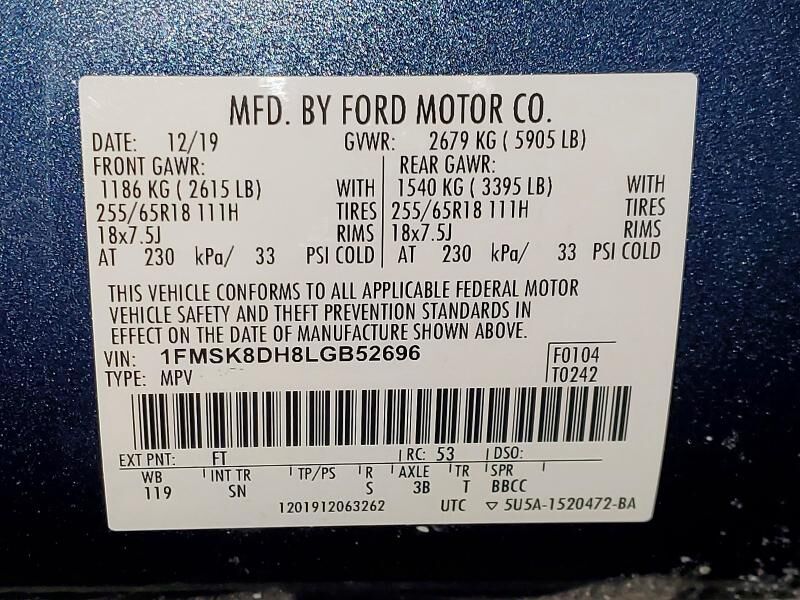 MFD. BY FORD MOTOR CO.
DATE: 12/19 GVWR: 2679 KG ( 5905 LB)
FRONT GAWR: REAR GAWR:
1186 KG ( 2615 LB) WITH 1540 KG ( 3395 LB) WITH
255/65R18 111H TIRES 255/65R18 111H TIRES
18x7.5J RIMS 18x7.5J RIMS
AT 230 kPa/ 33 PSI COLD AT 230 kPa/ 33 PSI COLD
THIS VEHICLE CONFORMS TO ALL APPLICABLE FEDERAL MOTOR
VEHICLE SAFETY AND THEFT PREVENTION STANDARDS IN
EFFECT ON THE DATE OF MANUFACTURE SHOWN ABOVE.
VIN: 1FMSK8DH8LGB52696 F0104
TYPE: MPV T0242
EXT PNT: FT RC: 53 DSO:
WB INT TR TP/PS R AXLE TR SPR
119 SN S 3B T BBCC
1201912063262 UTC ▽ 5U5A-1520472-BA